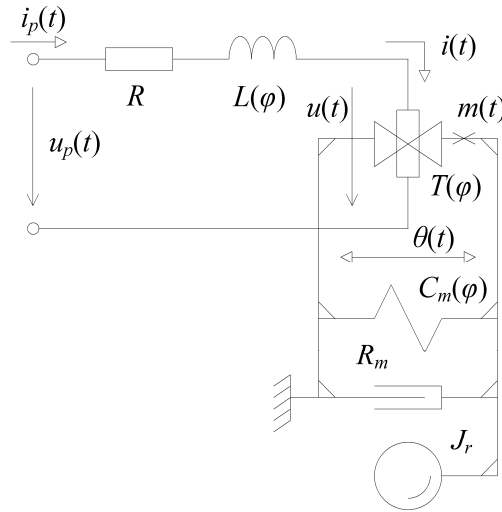 i_p(t)
i(t)
R
L(φ)
u(t)
m(t)
u_p(t)
T(φ)
θ(t)
C_m(φ)
R_m
J_r